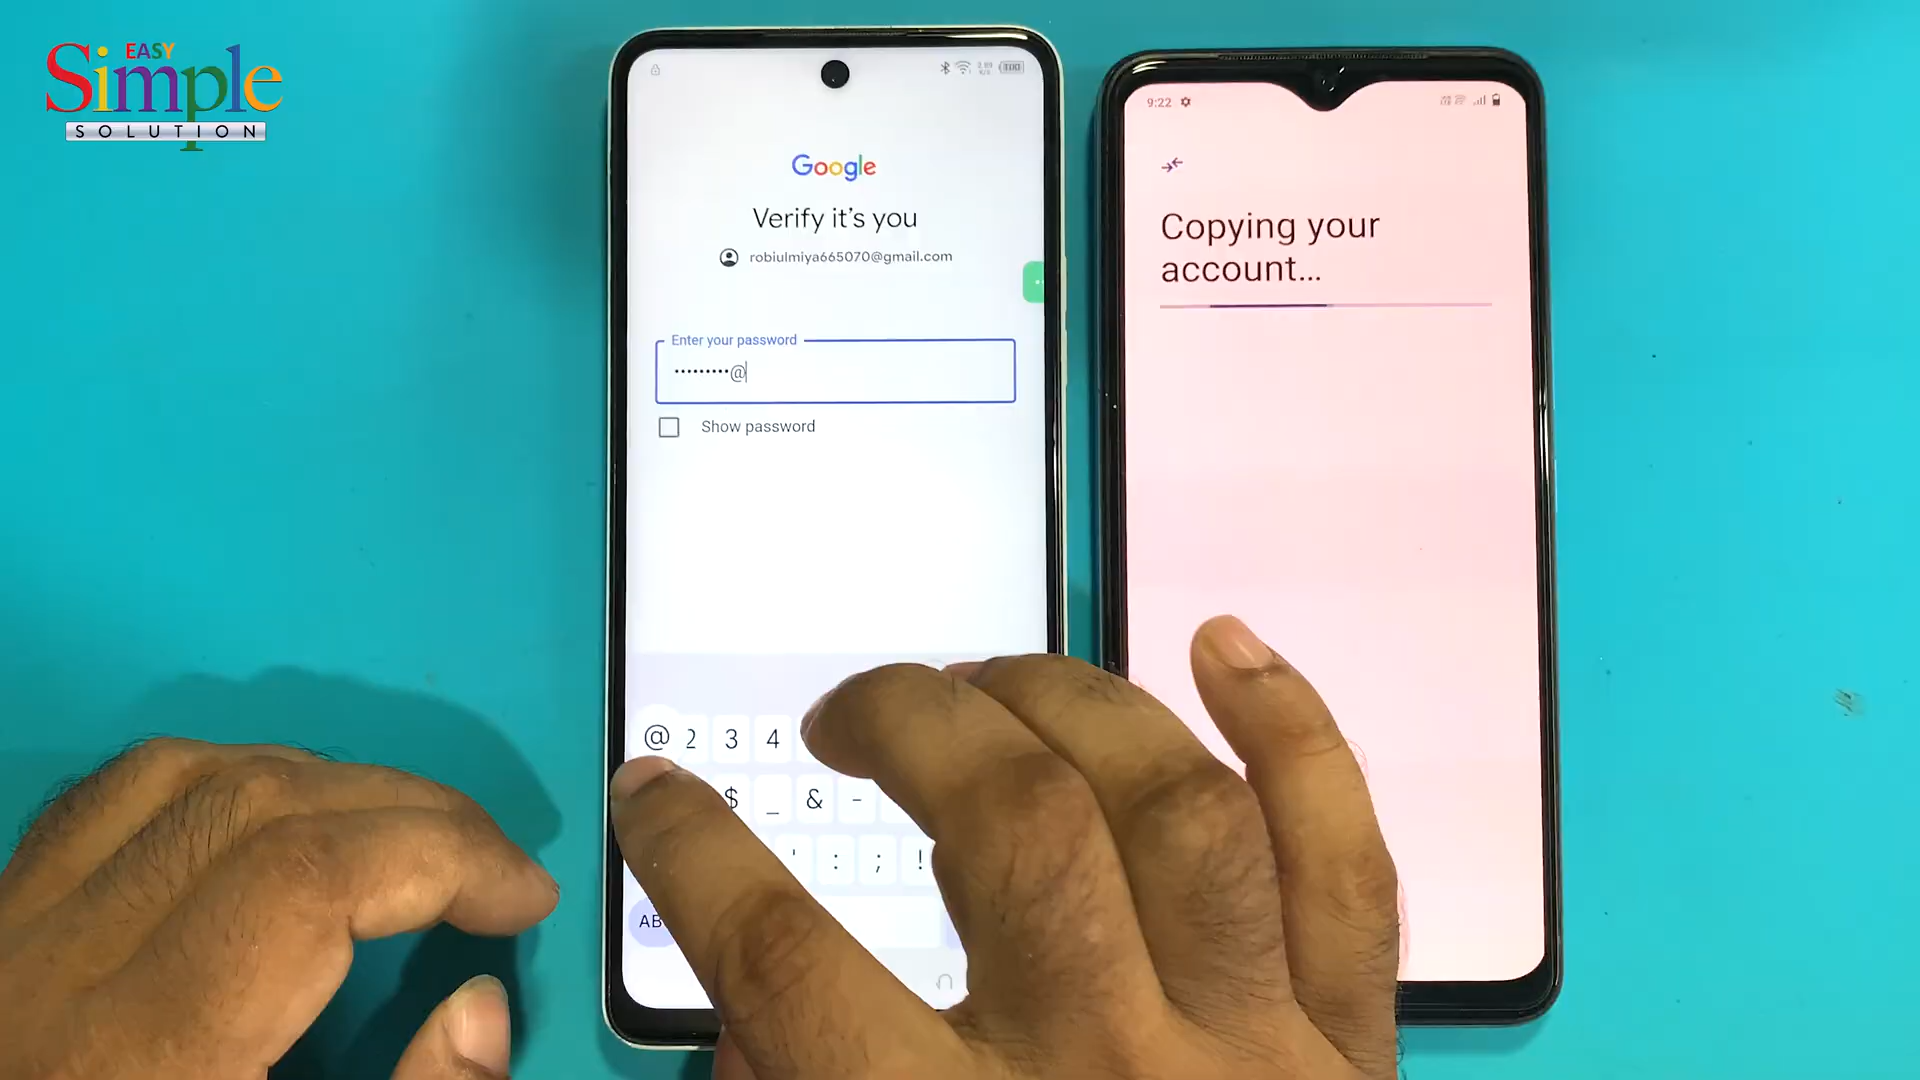 EASY
Simple
SOLUTION
Google
Verify it's you
robiulmiya665070@gmail.com
Enter your password
•••••••••@
Show password
@ 2 3 4
$ _ & -
' : ; !
AB
9:22
Copying your
account...